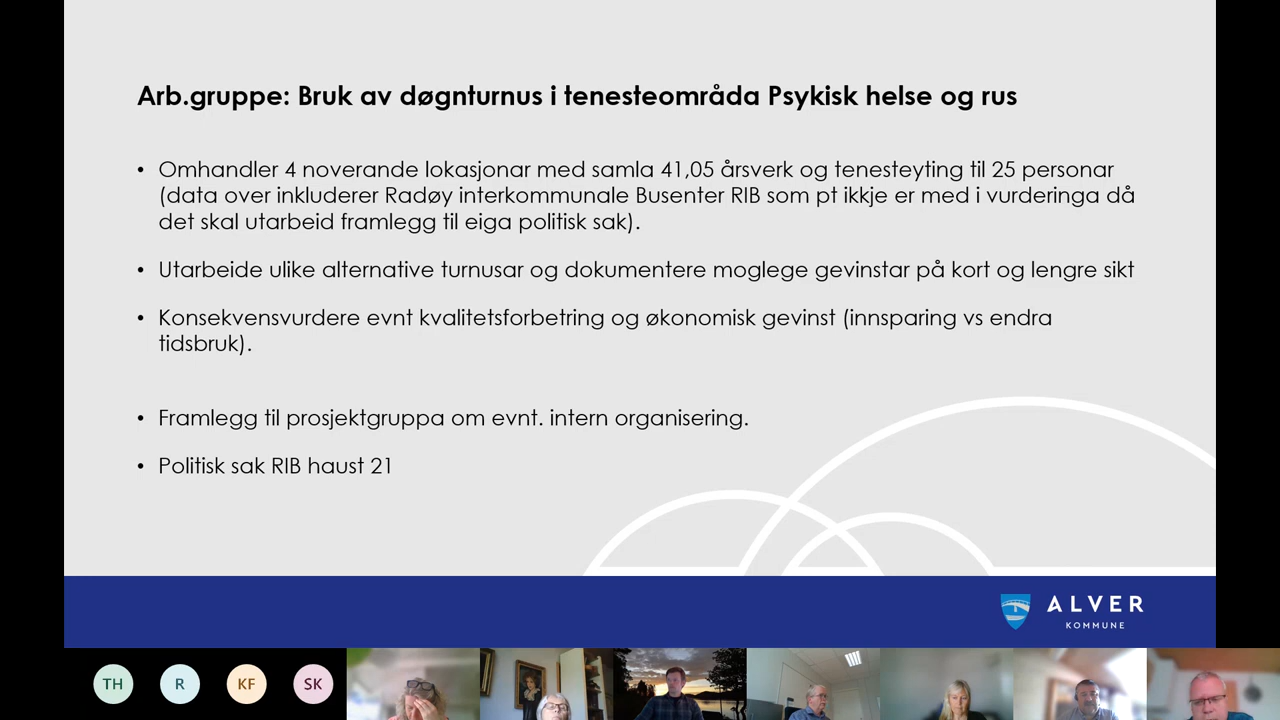 Arb.gruppe: Bruk av døgnturnus i tenesteområda Psykisk helse og rus
• Omhandler 4 noverande lokasjonar med samla 41,05 årsverk og tenesteyting til 25 personar
(data over inkluderer Radøy interkommunale Busenter RIB som pt ikkje er med i vurderinga då
det skal utarbeid framlegg til eiga politisk sak).
• Utarbeide ulike alternative turnusar og dokumentere moglege gevinstar på kort og lengre sikt
• Konsekvensvurdere evnt kvalitetsforbetring og økonomisk gevinst (innsparing vs endra
tidsbruk).
• Framlegg til prosjektgruppa om evnt. intern organisering.
• Politisk sak RIB haust 21
ALVER
KOMMUNE
TH R KF SK